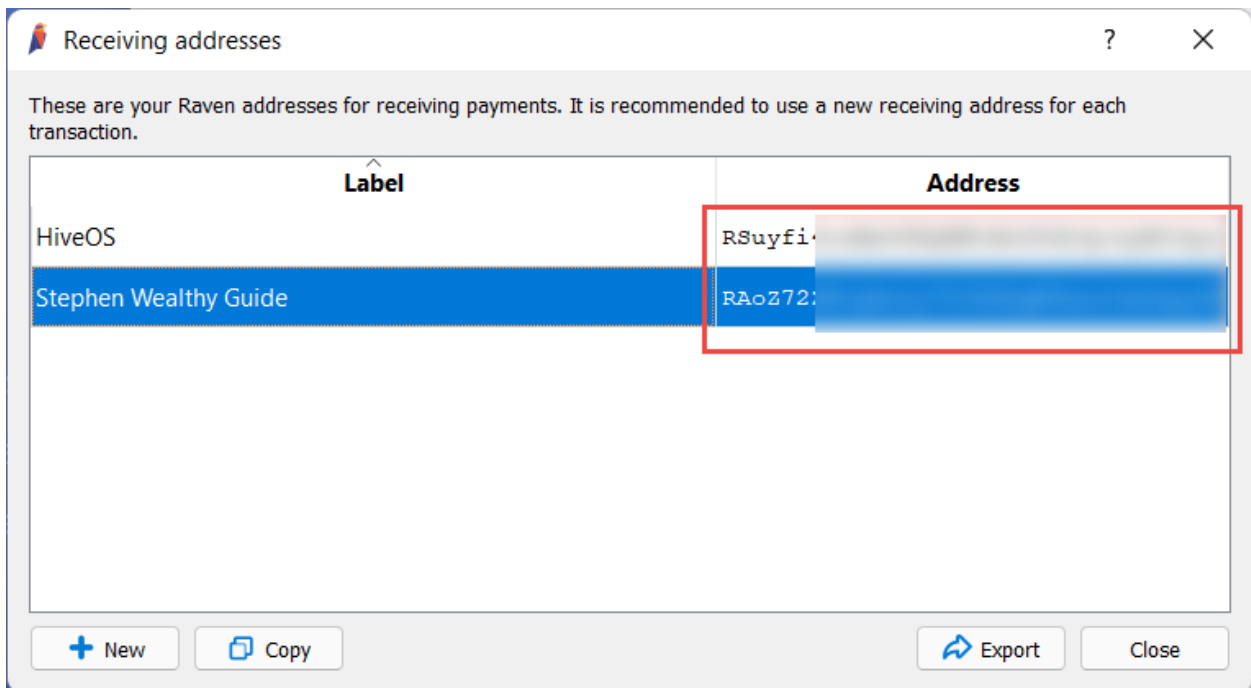 Receiving addresses
?
These are your Raven addresses for receiving payments. It is recommended to use a new receiving address for each
transaction.
Label Address
HiveOS RSuyfi
Stephen Wealthy Guide RAoZ72
New Copy Export Close